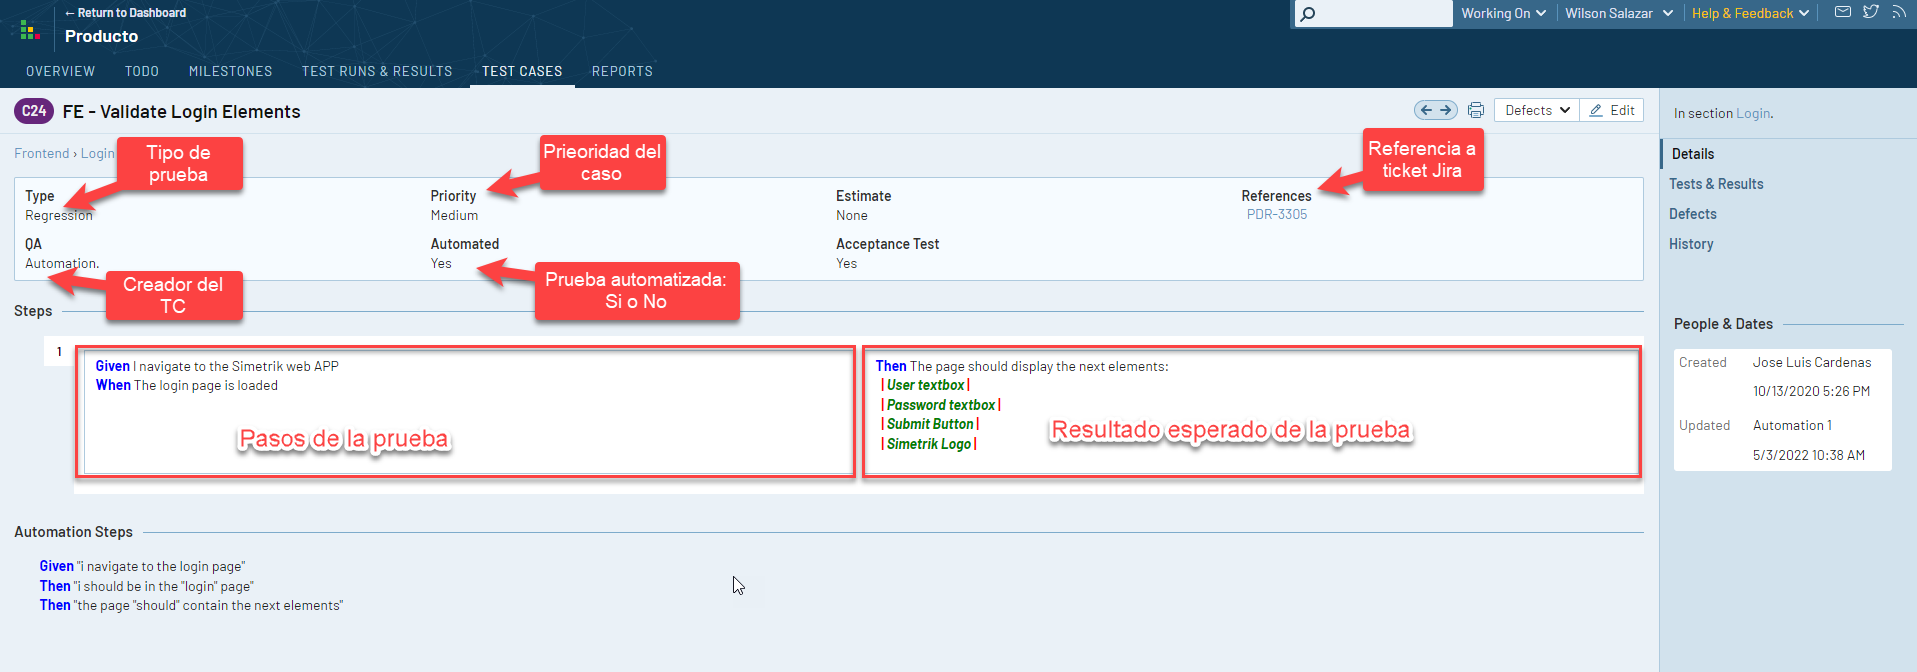 ← Return to Dashboard
Producto
Working On
Wilson Salazar
Help & Feedback
OVERVIEW
TODO
MILESTONES
TEST RUNS & RESULTS
TEST CASES
REPORTS
C24 FE - Validate Login Elements
Defects
Edit
Frontend › Login
Tipo de
prueba
Prieoridad del
caso
Referencia a
ticket Jira
Type
Regression
Priority
Medium
Estimate
None
References
PDR-3305
QA
Automation.
Automated
Yes
Acceptance Test
Yes
Creador del
TC
Prueba automatizada:
Si o No
Steps
1
Given I navigate to the Simetrik web APP
When The login page is loaded
Pasos de la prueba
Then The page should display the next elements:
| User textbox |
| Password textbox |
| Submit Button |
| Simetrik Logo |
Resultado esperado de la prueba
Automation Steps
Given "i navigate to the login page"
Then "i should be in the "login" page"
Then "the page "should" contain the next elements"
In section Login.
Details
Tests & Results
Defects
History
People & Dates
Created
Jose Luis Cardenas
10/13/2020 5:26 PM
Updated
Automation 1
5/3/2022 10:38 AM